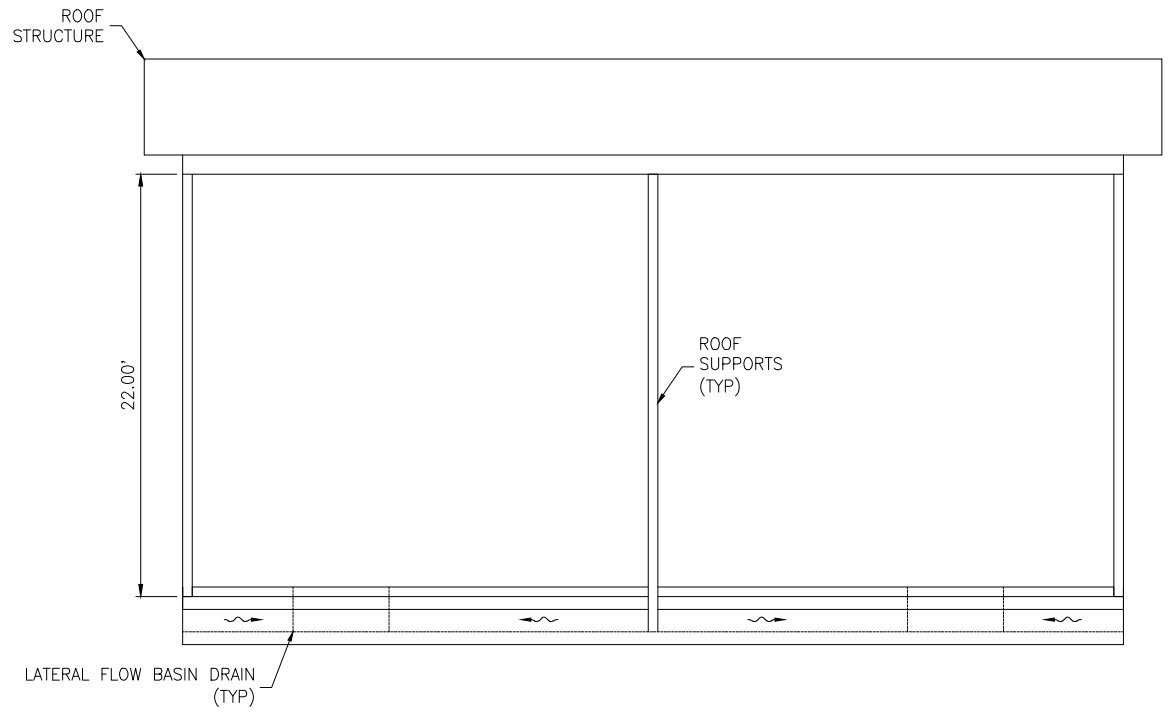 ROOF
STRUCTURE
22.00'
ROOF
SUPPORTS
(TYP)
LATERAL FLOW BASIN DRAIN
(TYP)